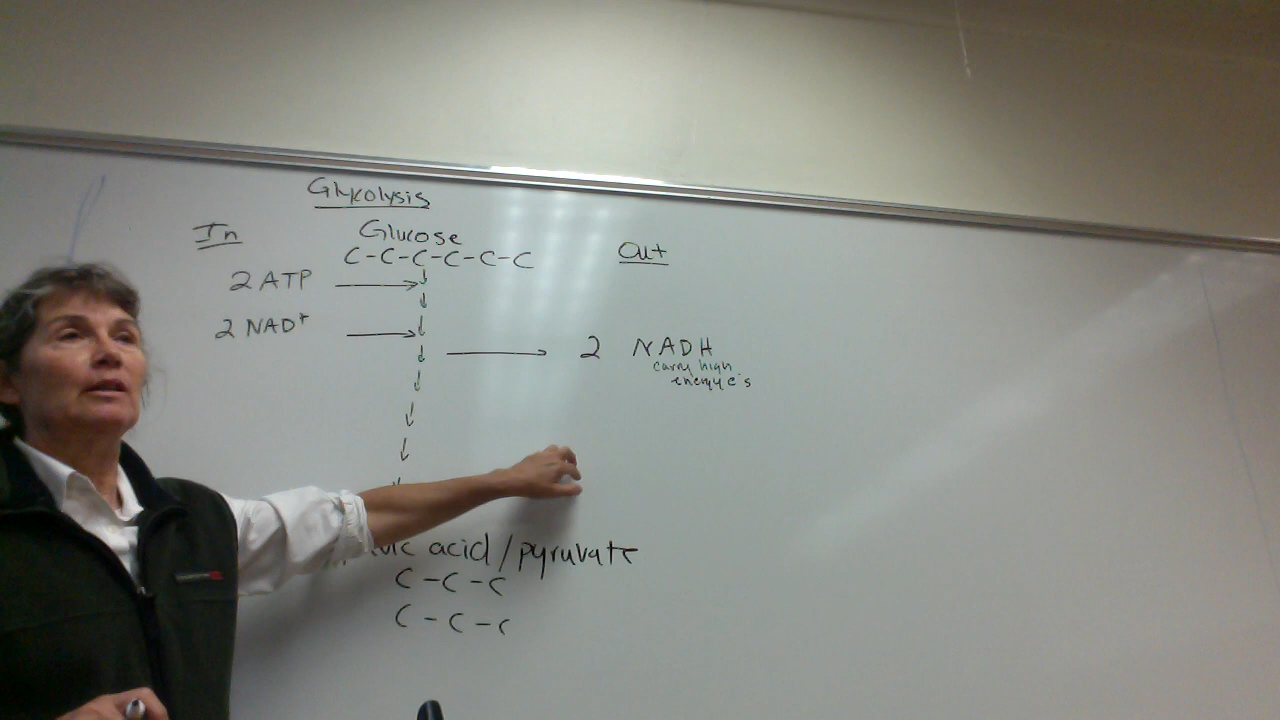 Glycolysis
In
Glucose
C-C-C-C-C-C
Out
2 ATP
2 NAD+
2 NADH
carry high
energy e-'s
acid/pyruvate
C-C-C
C-C-C